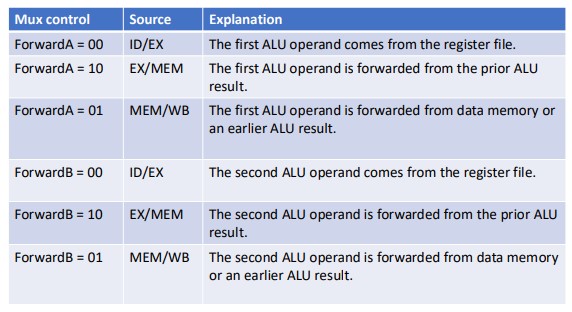 Mux control Source Explanation
ForwardA = 00 ID/EX The first ALU operand comes from the register file.
ForwardA = 10 EX/MEM The first ALU operand is forwarded from the prior ALU
result.
ForwardA = 01 MEM/WB The first ALU operand is forwarded from data memory or
an earlier ALU result.
ForwardB = 00 ID/EX The second ALU operand comes from the register file.
ForwardB = 10 EX/MEM The second ALU operand is forwarded from the prior ALU
result.
ForwardB = 01 MEM/WB The second ALU operand is forwarded from data memory
or an earlier ALU result.